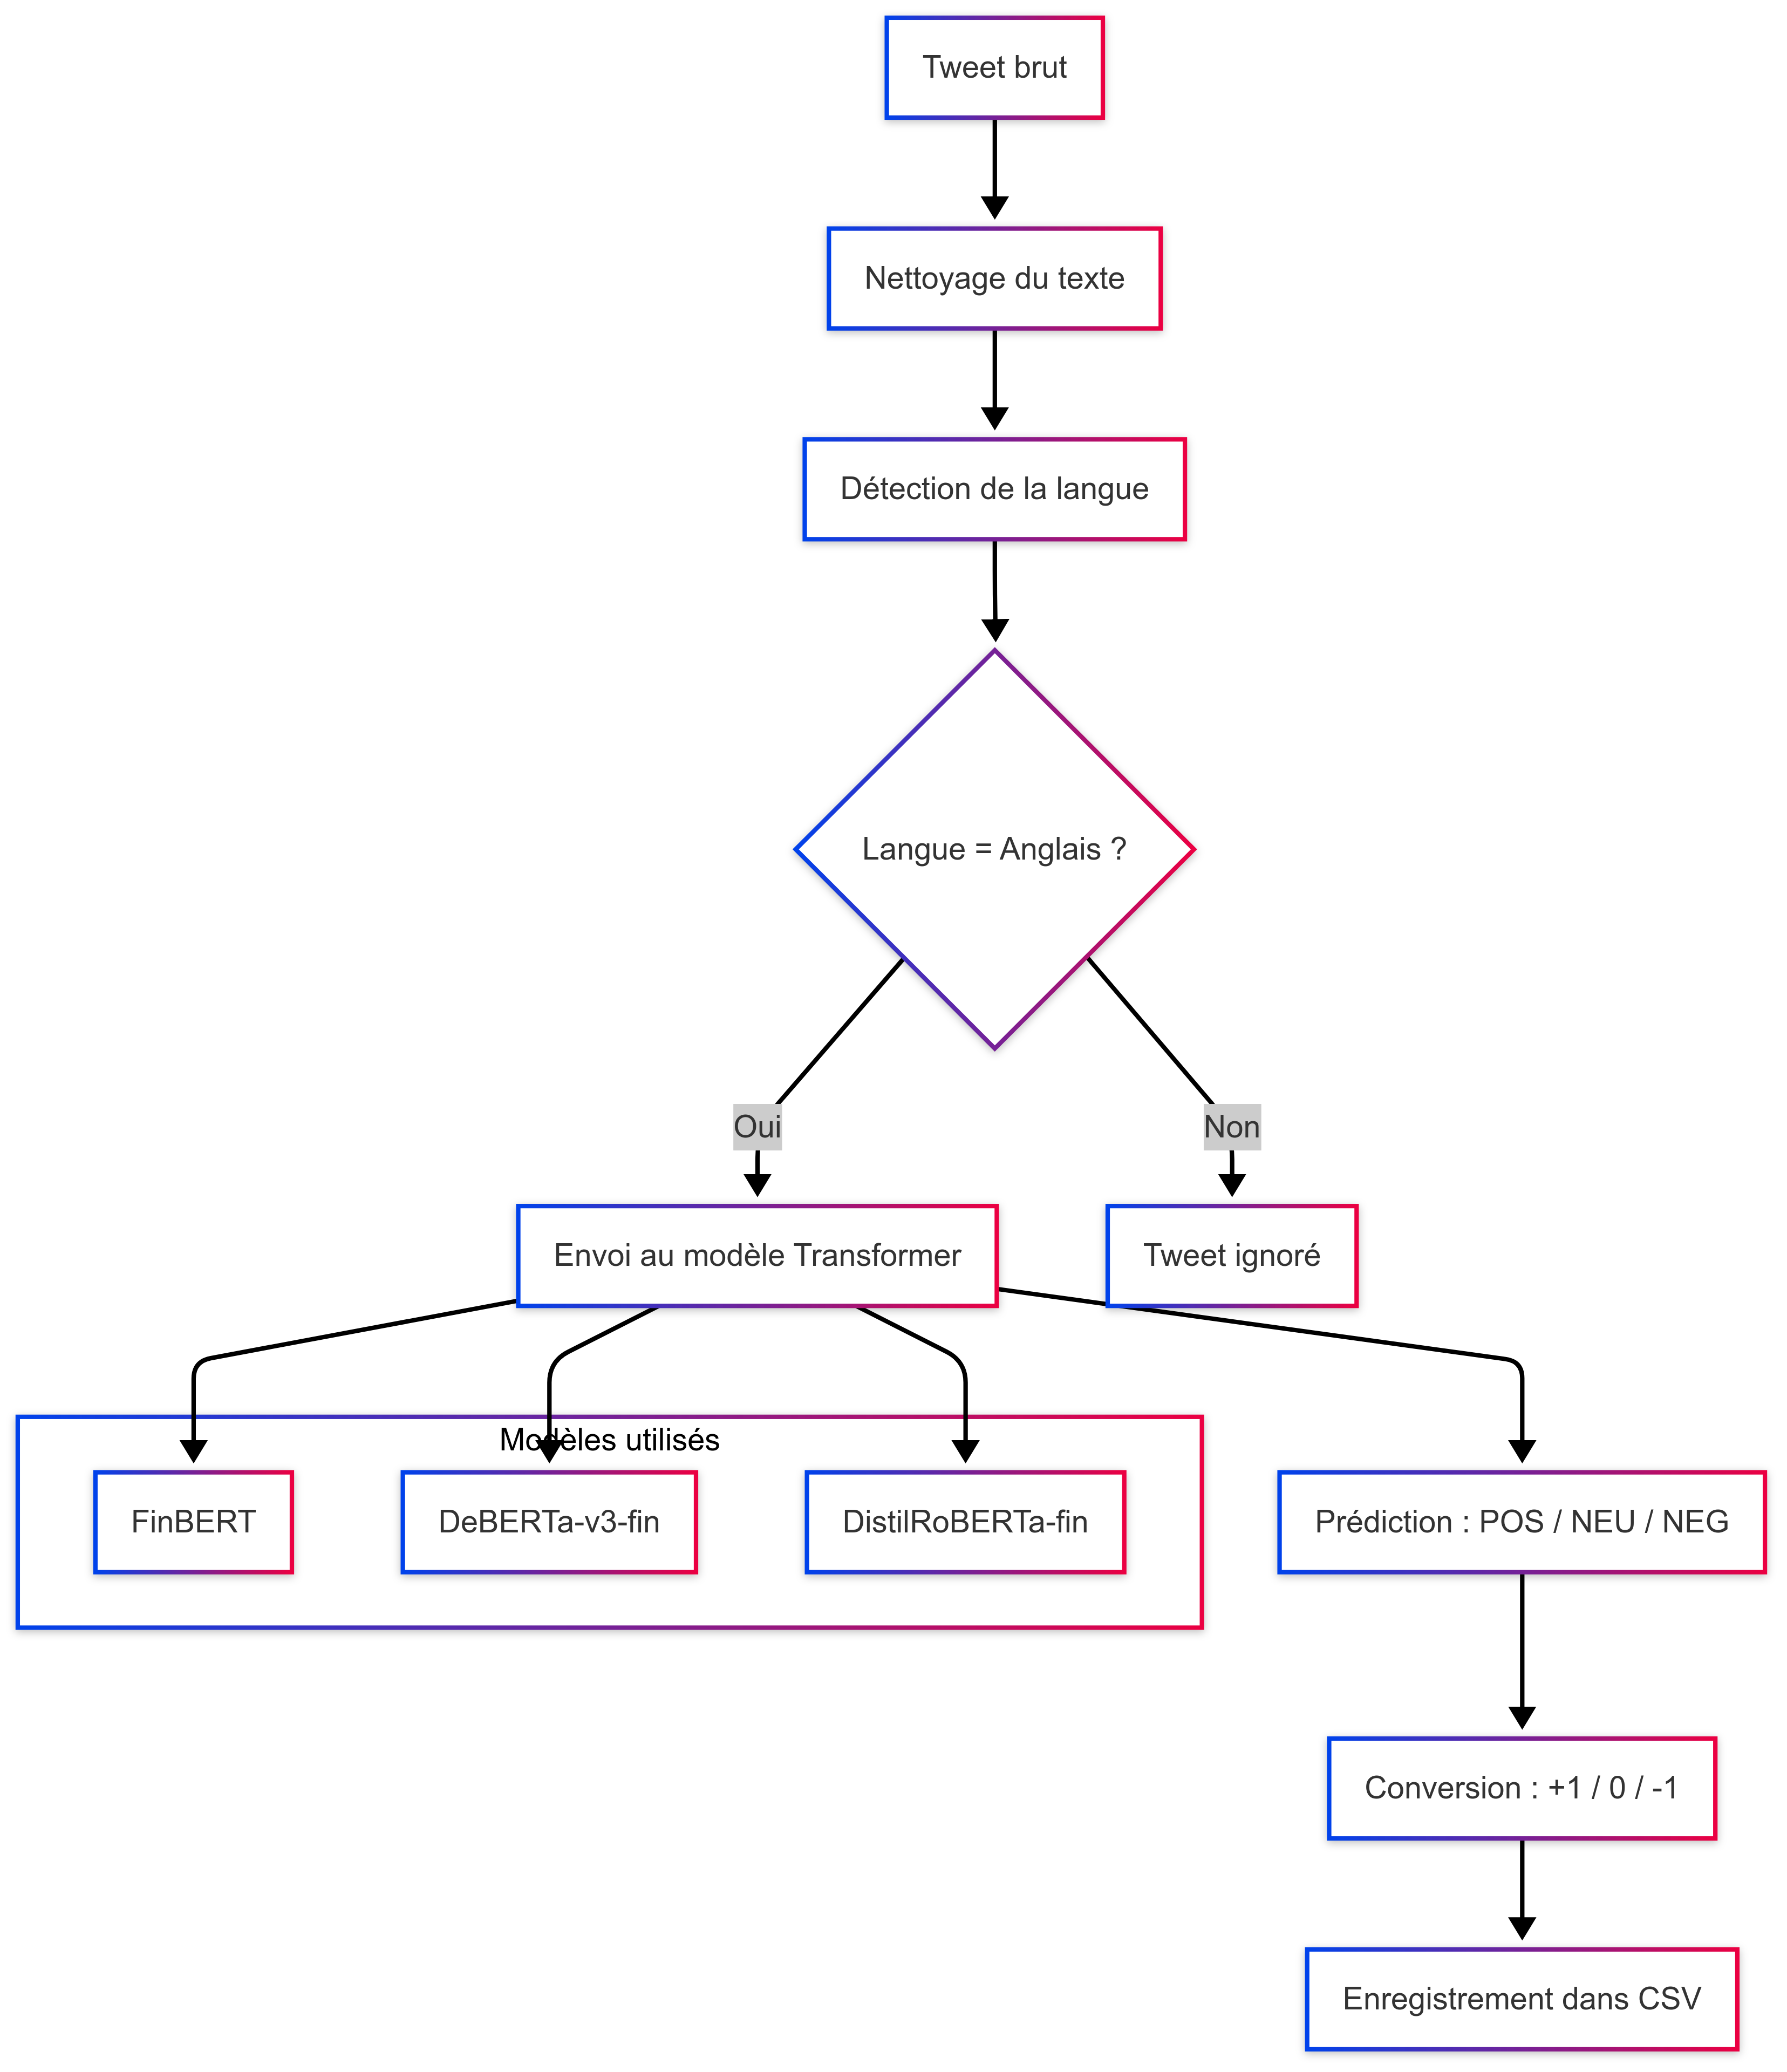 Tweet brut
Nettoyage du texte
Détection de la langue
Langue = Anglais ?
Oui
Non
Envoi au modèle Transformer
Tweet ignoré
Modèles utilisés
FinBERT
DeBERTa-v3-fin
DistilRoBERTa-fin
Prédiction : POS / NEU / NEG
Conversion : +1 / 0 / -1
Enregistrement dans CSV